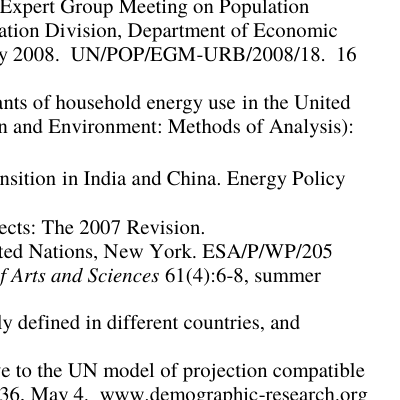 Expert Group Meeting on Population
ation Division, Department of Economic
y 2008. UN/POP/EGM-URB/2008/18. 16
ants of household energy use in the United
n and Environment: Methods of Analysis):
nsition in India and China. Energy Policy
ects: The 2007 Revision.
ted Nations, New York. ESA/P/WP/205
f Arts and Sciences 61(4):6-8, summer
ly defined in different countries, and
e to the UN model of projection compatible
36, May 4. www.demographic-research.org